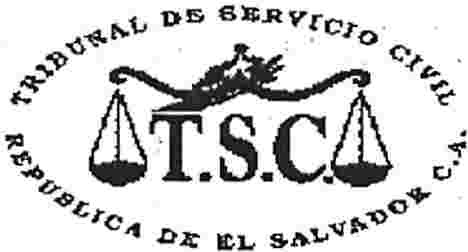 TRIBUNAL DE SERVICIO CIVIL
T.S.C.
REPUBLICA DE EL SALVADOR C.A.